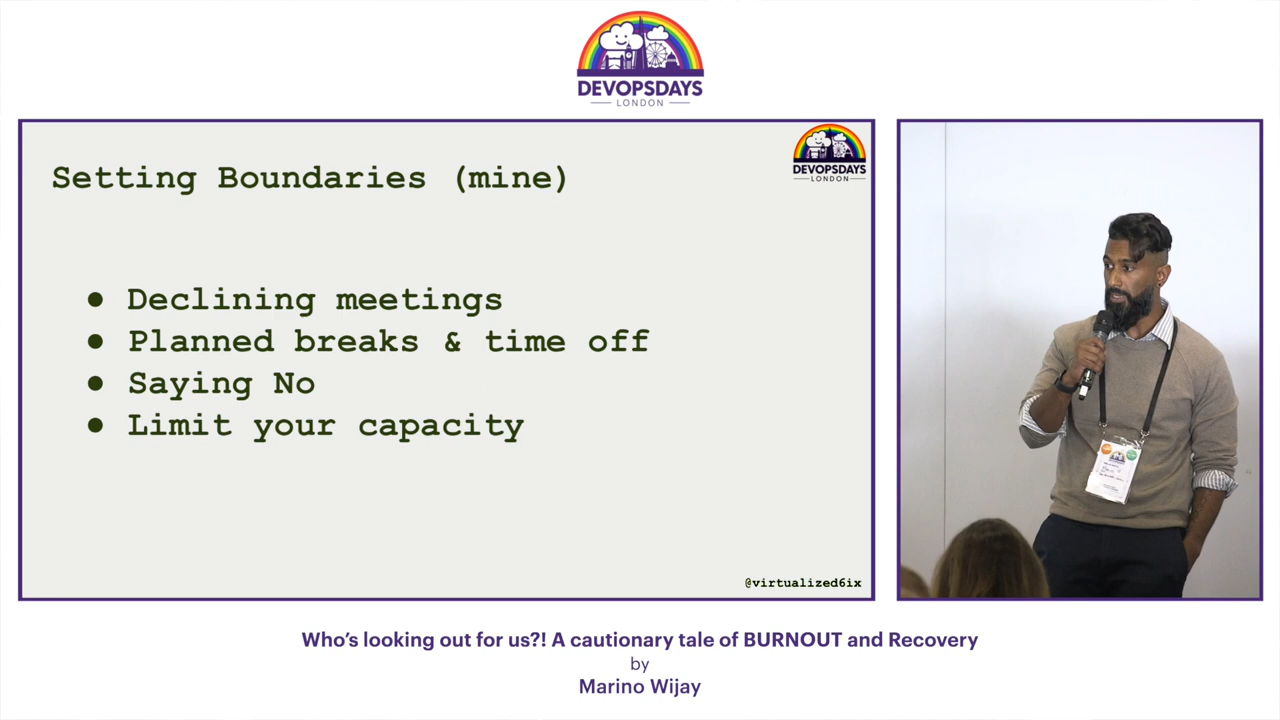 DEVOPSDAYS
LONDON
Setting Boundaries (mine)
DEVOPSDAYS
LONDON
● Declining meetings
● Planned breaks & time off
● Saying No
● Limit your capacity
@virtualized6ix
Who's looking out for us?! A cautionary tale of BURNOUT and Recovery
by
Marino Wijay